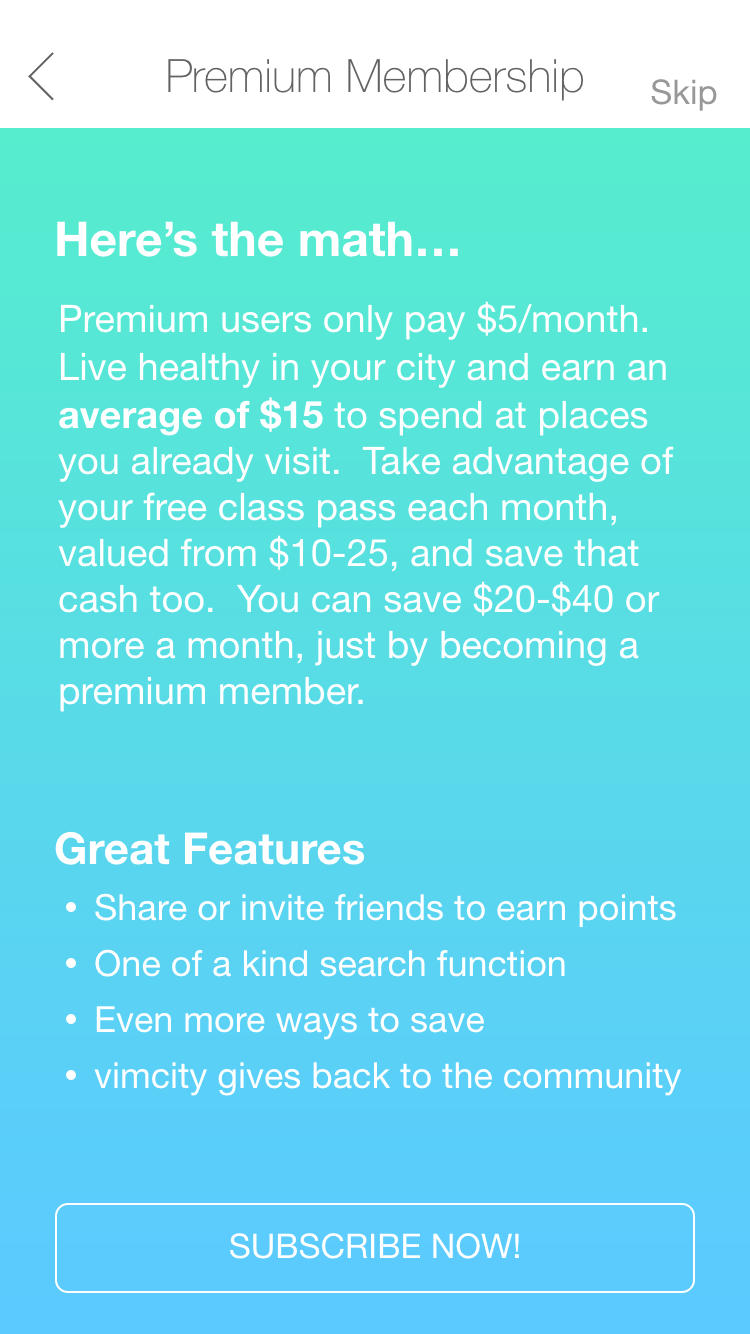 Premium Membership
Skip
Here’s the math…
Premium users only pay $5/month.
Live healthy in your city and earn an
average of $15 to spend at places
you already visit.  Take advantage of
your free class pass each month,
valued from $10-25, and save that
cash too.  You can save $20-$40 or
more a month, just by becoming a
premium member.
Great Features
• Share or invite friends to earn points
• One of a kind search function
• Even more ways to save
• vimcity gives back to the community
SUBSCRIBE NOW!